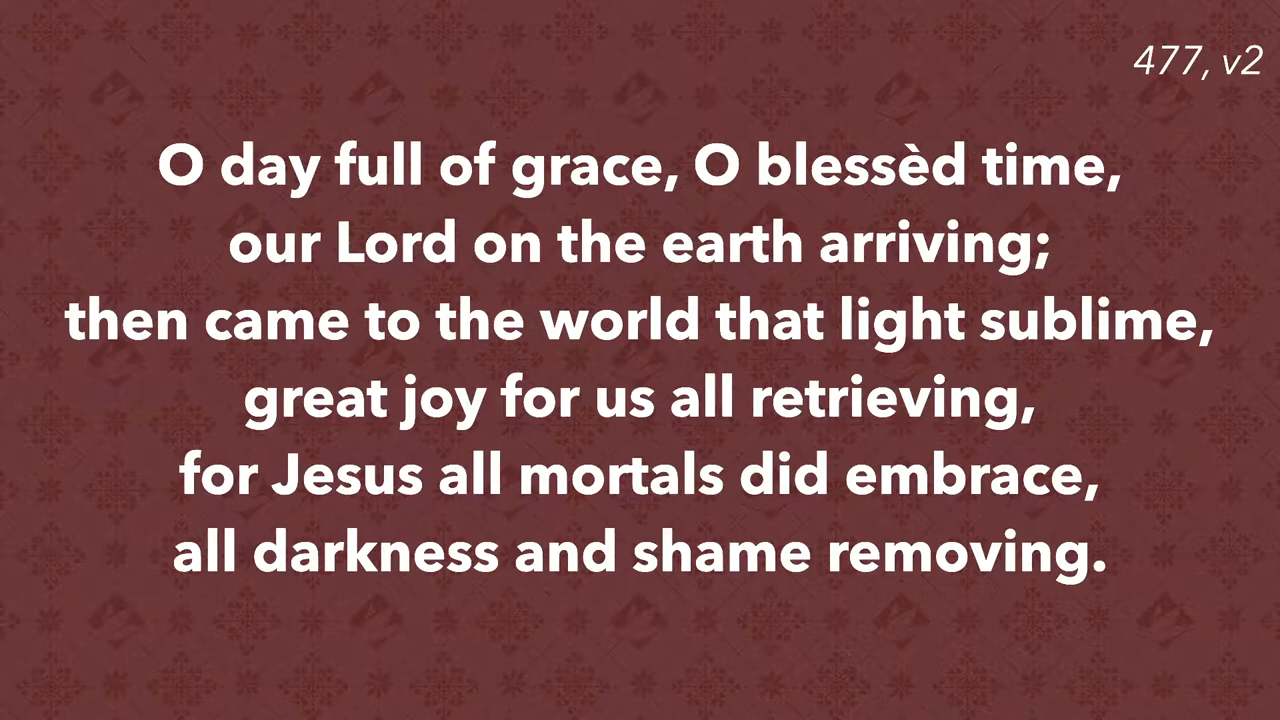 477, v2
O day full of grace, O blessèd time,
our Lord on the earth arriving;
then came to the world that light sublime,
great joy for us all retrieving,
for Jesus all mortals did embrace,
all darkness and shame removing.